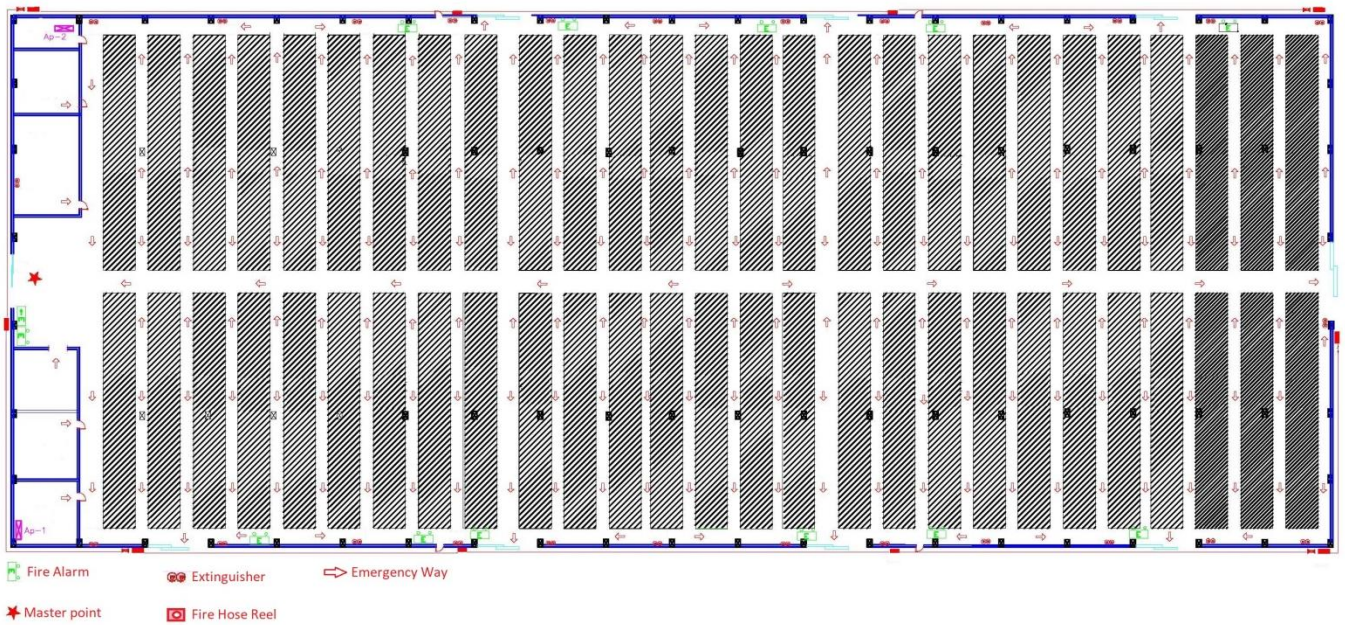 Ap-2
Ap-1
Fire Alarm
Extinguisher
Emergency Way
Master point
Fire Hose Reel